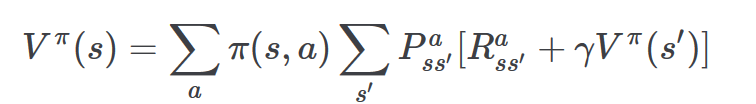 V^π(s) = ∑_a π(s, a) ∑_{s'} P^a_{ss'} [R^a_{ss'} + γV^π(s')]